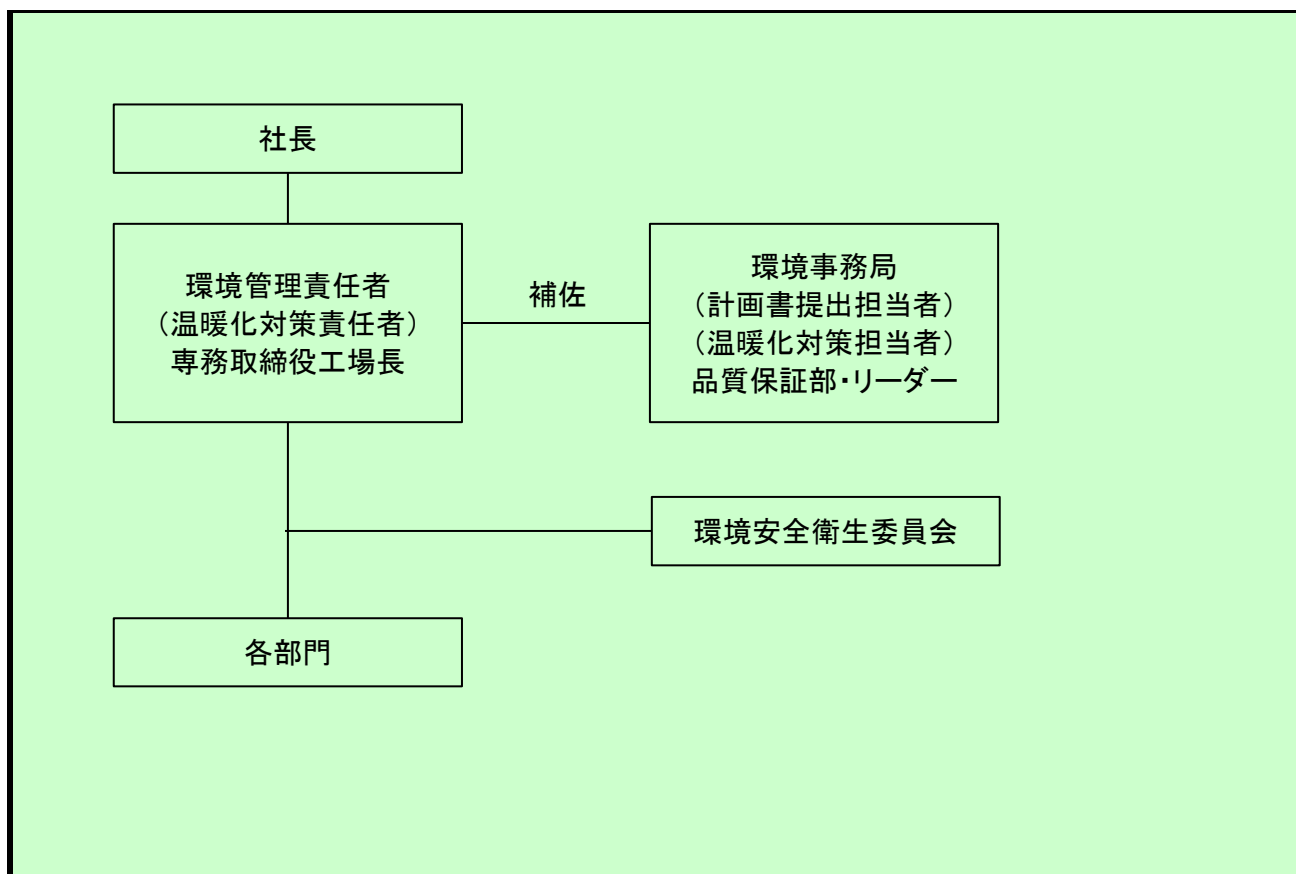 社長
環境管理責任者
（温暖化対策責任者）
専務取締役工場長
補佐
環境事務局
（計画書提出担当者）
（温暖化対策担当者）
品質保証部・リーダー
環境安全衛生委員会
各部門